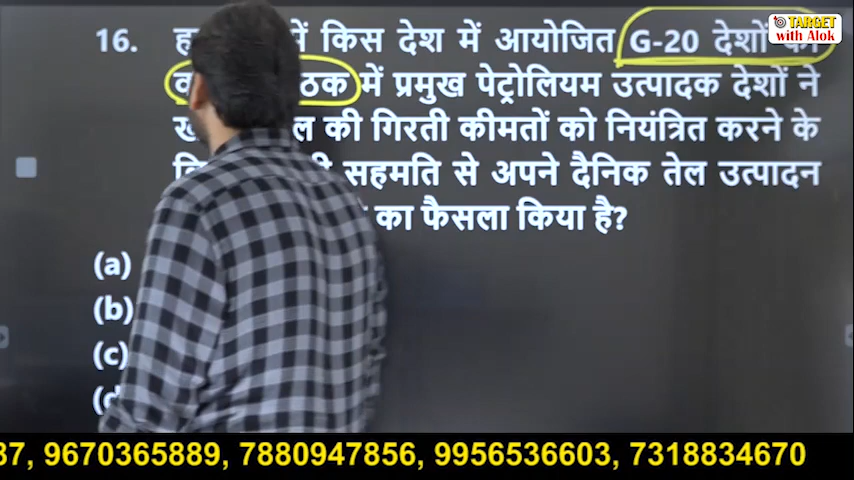 TARGET
with Alok
16. में किस देश में आयोजित G-20 देशों की
ठक में प्रमुख पेट्रोलियम उत्पादक देशों ने
ल की गिरती कीमतों को नियंत्रित करने के
सहमति से अपने दैनिक तेल उत्पादन
का फैसला किया है?
(a)
(b)
(c)
(d
37, 9670365889, 7880947856, 9956536603, 7318834670